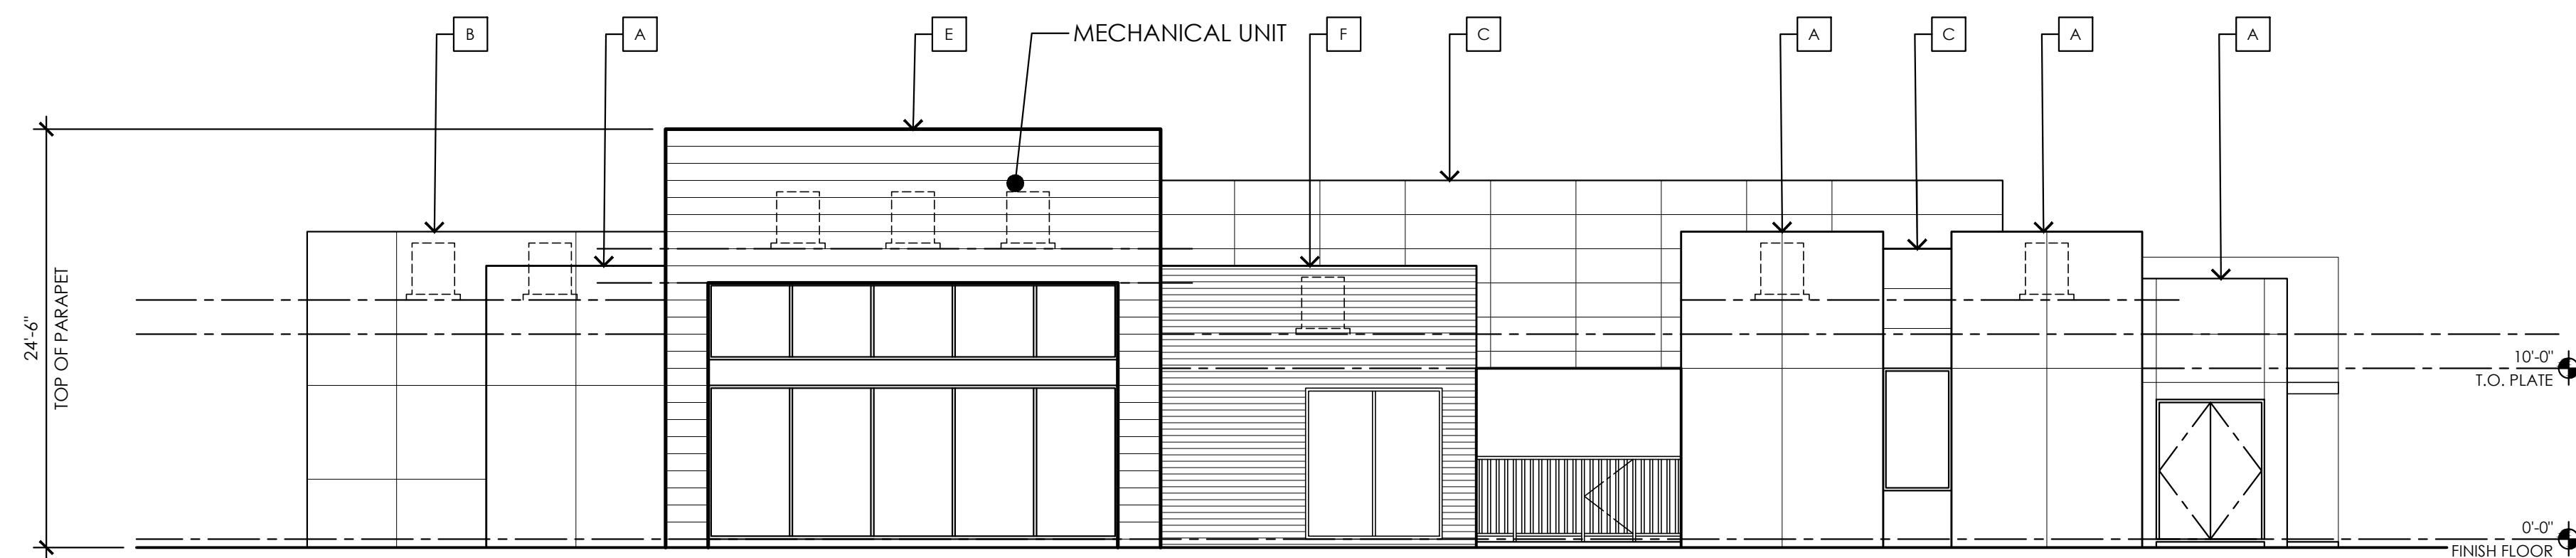 B
A
E
MECHANICAL UNIT
F
C
A
C
A
A
24'-6"
TOP OF PARAPET
10'-0"
T.O. PLATE
0'-0"
FINISH FLOOR